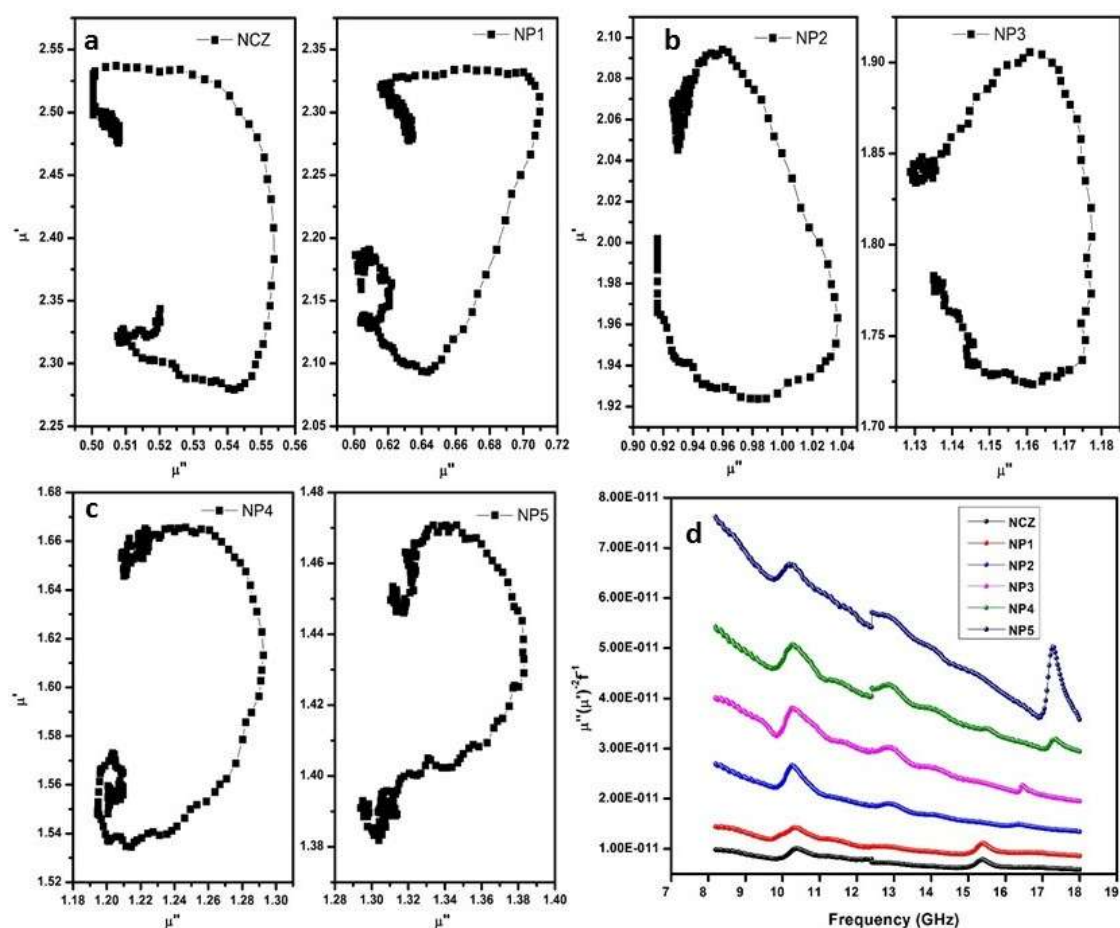 a
NCZ
2.55
2.50
2.45
2.40
2.35
2.30
2.25
μ'
0.50 0.51 0.52 0.53 0.54 0.55 0.56
μ''
NP1
2.35
2.30
2.25
2.20
2.15
2.10
2.05
0.60 0.62 0.64 0.66 0.68 0.70 0.72
μ''
b
NP2
2.10
2.08
2.06
2.04
2.02
2.00
1.98
1.96
1.94
1.92
μ'
0.90 0.92 0.94 0.96 0.98 1.00 1.02 1.04
μ''
NP3
1.90
1.85
1.80
1.75
1.70
1.13 1.14 1.15 1.16 1.17 1.18
μ''
c
NP4
1.68
1.66
1.64
1.62
1.60
1.58
1.56
1.54
1.52
μ'
1.18 1.20 1.22 1.24 1.26 1.28 1.30
μ''
NP5
1.48
1.46
1.44
1.42
1.40
1.38
1.30 1.32 1.34 1.36 1.38 1.40
μ''
d
8.00E-011
7.00E-011
6.00E-011
5.00E-011
4.00E-011
3.00E-011
2.00E-011
1.00E-011
μ''(μ')⁻²f⁻¹
NCZ
NP1
NP2
NP3
NP4
NP5
7 8 9 10 11 12 13 14 15 16 17 18 19
Frequency (GHz)